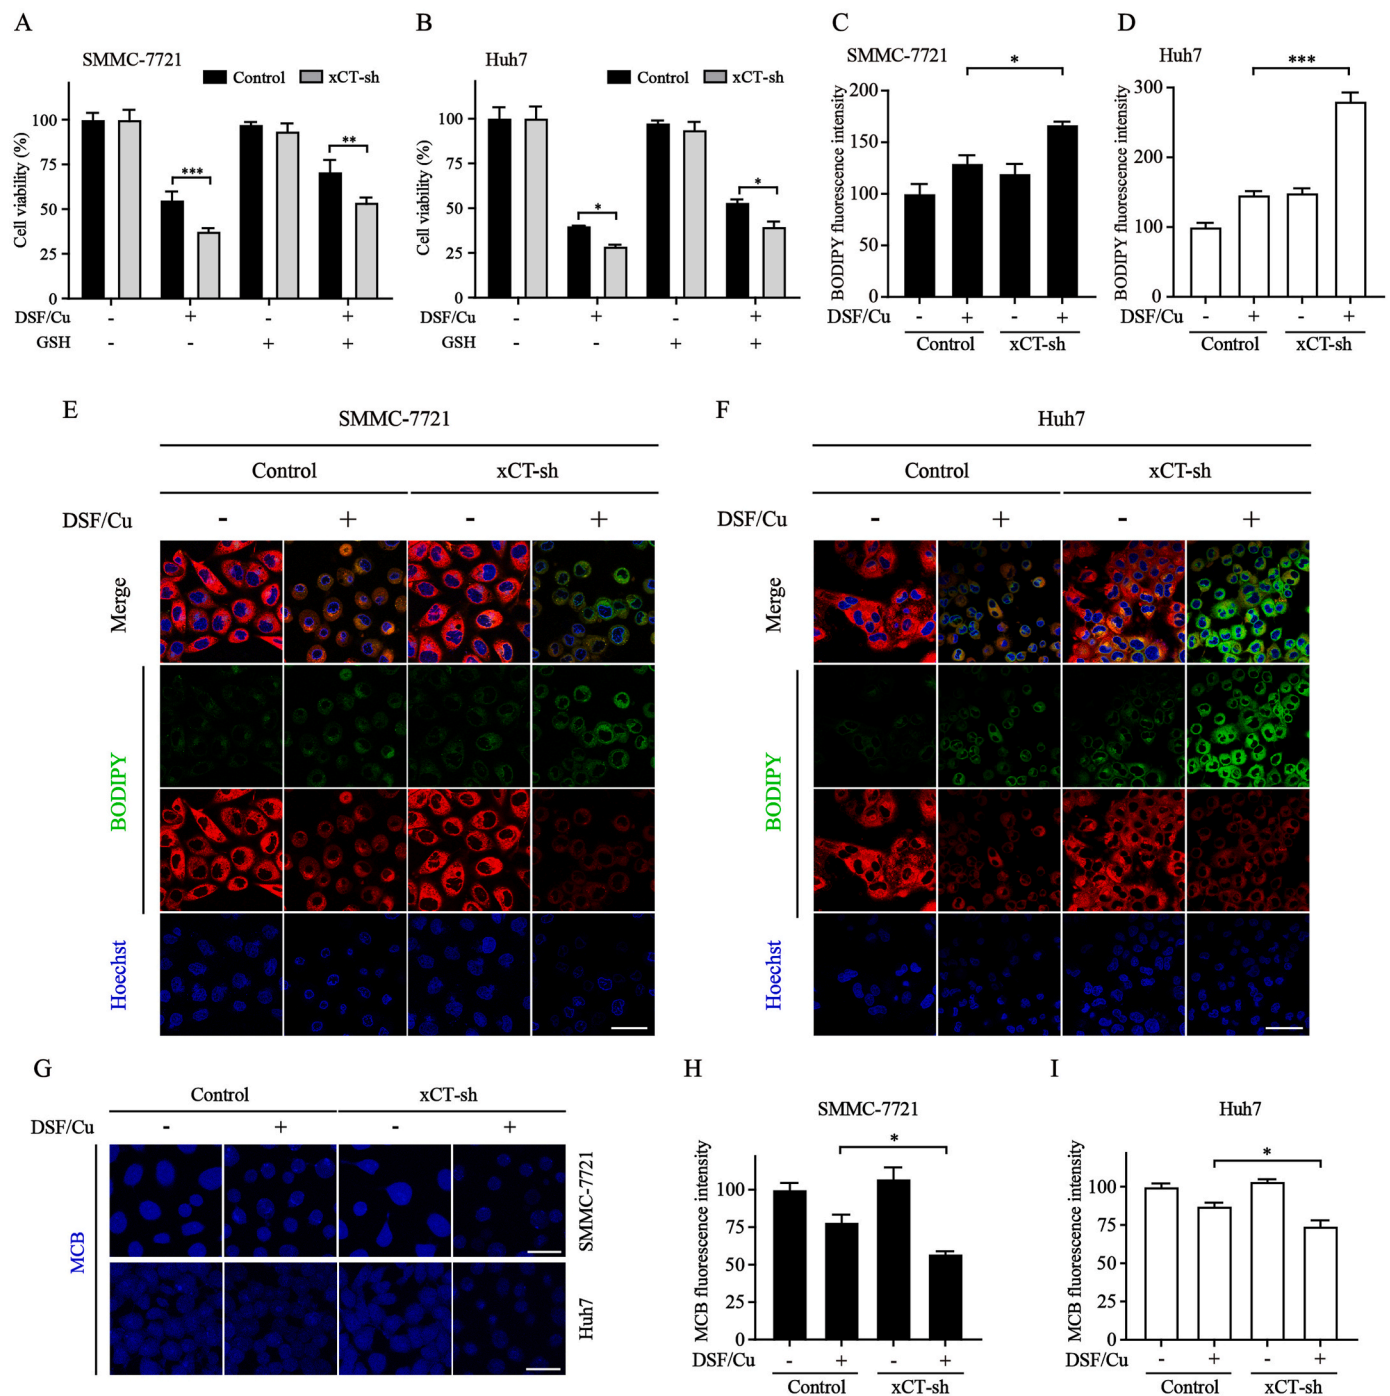 A
SMMC-7721
Control xCT-sh
Cell viability (%)
100
75
50
25
0
***
**
DSF/Cu - + - +
GSH - - + +
B
Huh7
Control xCT-sh
Cell viability (%)
100
75
50
25
0
*
*
DSF/Cu - + - +
GSH - - + +
C
SMMC-7721
BODIPY fluorescence intensity
200
150
100
50
0
*
DSF/Cu - + - +
Control xCT-sh
D
Huh7
BODIPY fluorescence intensity
300
200
100
0
***
DSF/Cu - + - +
Control xCT-sh
E
SMMC-7721
Control xCT-sh
DSF/Cu - + - +
Merge
BODIPY
Hoechst
F
Huh7
Control xCT-sh
DSF/Cu - + - +
Merge
BODIPY
Hoechst
G
Control xCT-sh
DSF/Cu - + - +
MCB
SMMC-7721
Huh7
H
SMMC-7721
MCB fluorescence intensity
100
75
50
25
0
*
DSF/Cu - + - +
Control xCT-sh
I
Huh7
MCB fluorescence intensity
100
75
50
25
0
*
DSF/Cu - + - +
Control xCT-sh